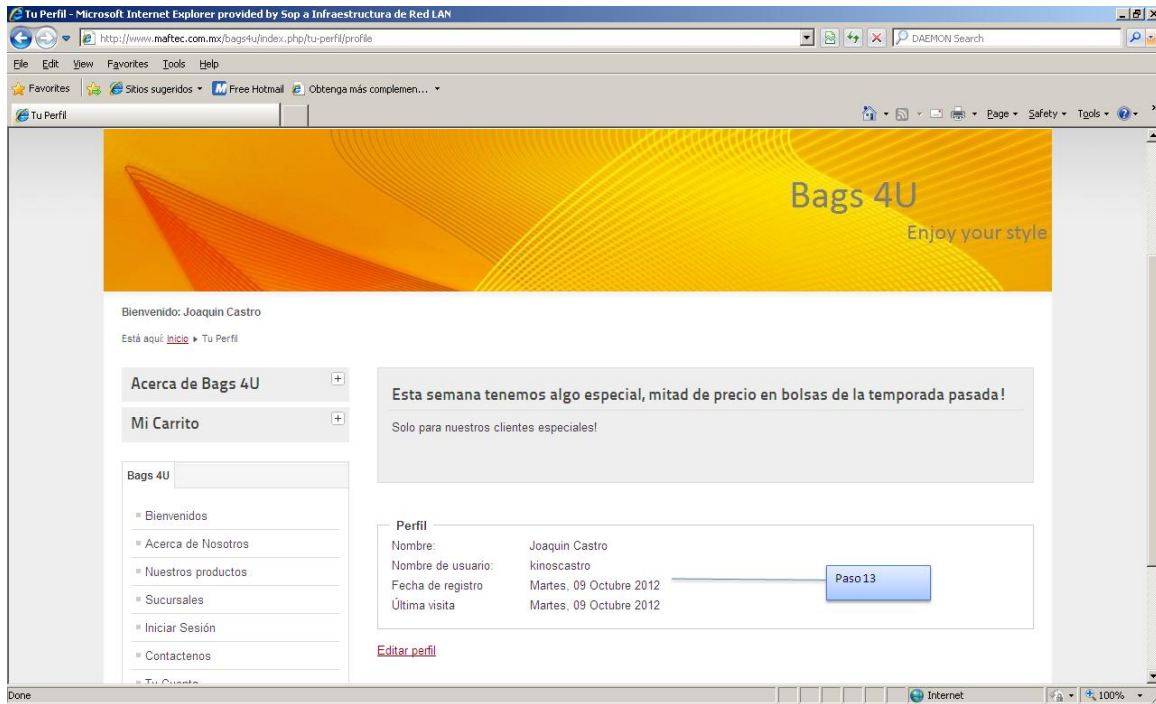 Tu Perfil - Microsoft Internet Explorer provided by Sop a Infraestructura de Red LAN
http://www.maftec.com.mx/bags4u/index.php/tu-perfil/profile
DAEMON Search
File Edit View Favorites Tools Help
Favorites Sitios sugeridos Free Hotmail Obtenga más complemen...
Tu Perfil
Page Safety Tools
Bags 4U
Enjoy your style
Bienvenido: Joaquin Castro
Está aquí: Inicio Tu Perfil
Acerca de Bags 4U
Mi Carrito
Esta semana tenemos algo especial, mitad de precio en bolsas de la temporada pasada!
Solo para nuestros clientes especiales!
Bags 4U
Bienvenidos
Acerca de Nosotros
Nuestros productos
Sucursales
Iniciar Sesión
Contactenos
Tu Cuenta
Perfil
Nombre: Joaquin Castro
Nombre de usuario: kinoscastro
Fecha de registro Martes, 09 Octubre 2012
Última visita Martes, 09 Octubre 2012
Paso 13
Editar perfil
Done
Internet
100%